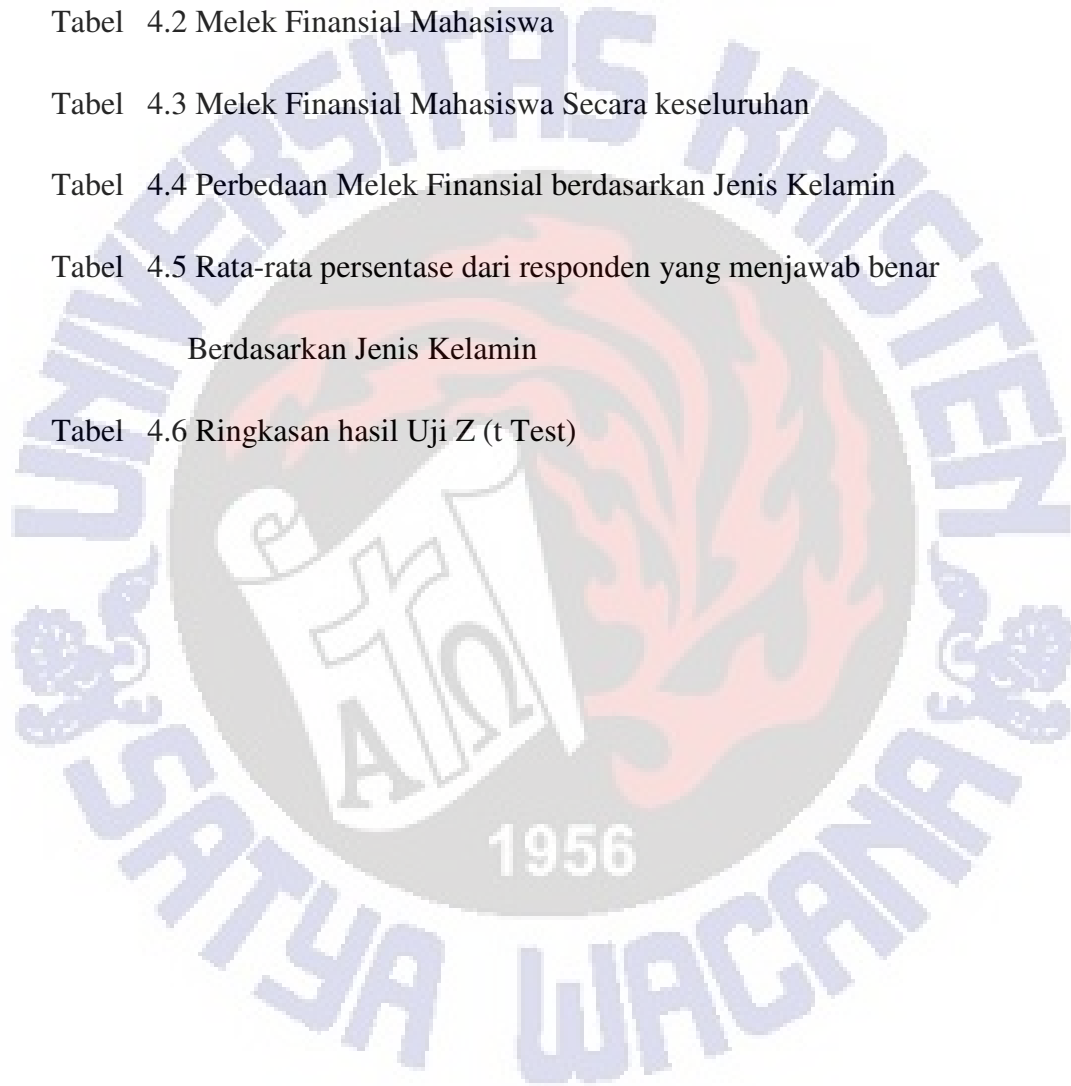 Tabel 4.2 Melek Finansial Mahasiswa
Tabel 4.3 Melek Finansial Mahasiswa Secara keseluruhan
Tabel 4.4 Perbedaan Melek Finansial berdasarkan Jenis Kelamin
Tabel 4.5 Rata-rata persentase dari responden yang menjawab benar
Berdasarkan Jenis Kelamin
Tabel 4.6 Ringkasan hasil Uji Z (t Test)
UNIVERSITAS KRISTEN
SATYA WACANA
Α Ω
1956